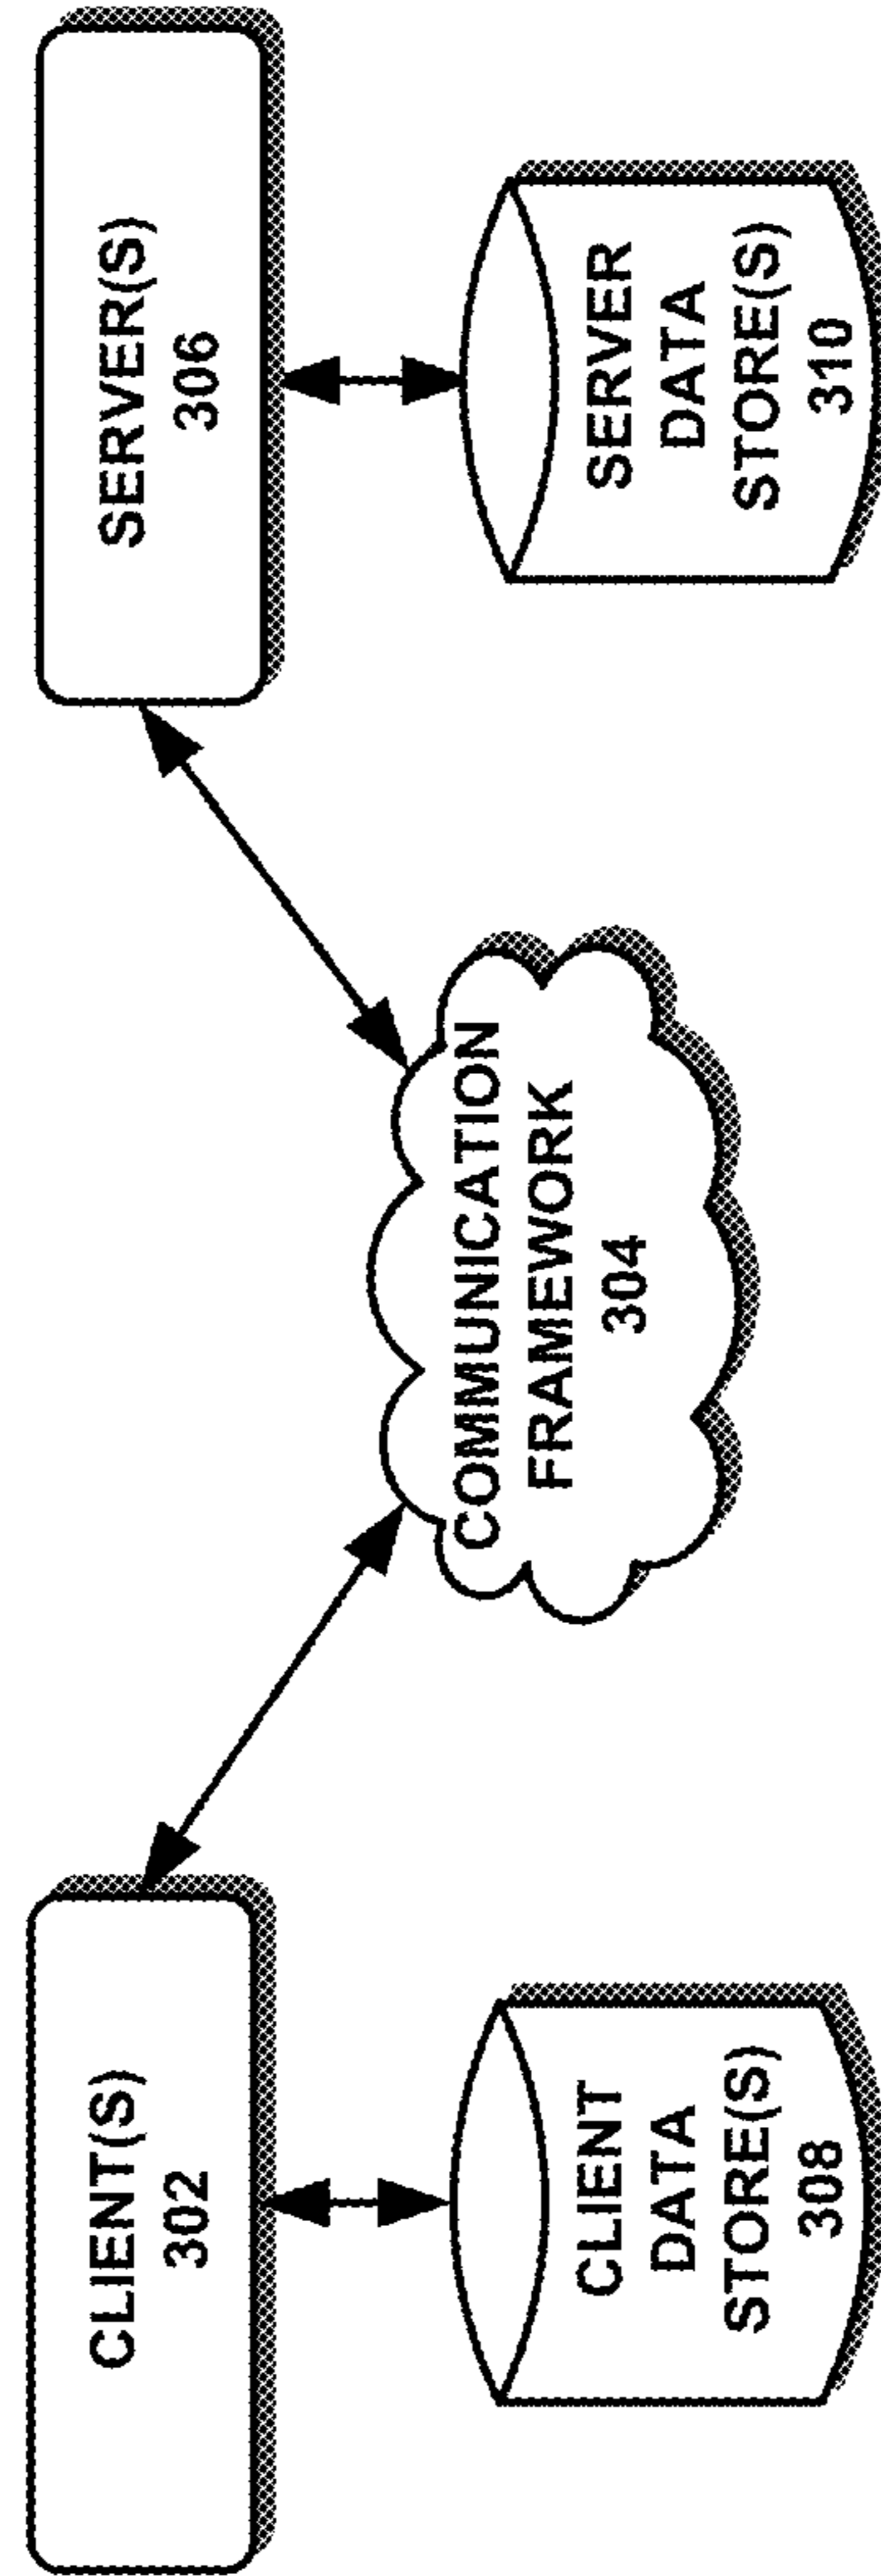 CLIENT(S)
302
SERVER(S)
306
COMMUNICATION
FRAMEWORK
304
CLIENT
DATA
STORE(S)
308
SERVER
DATA
STORE(S)
310